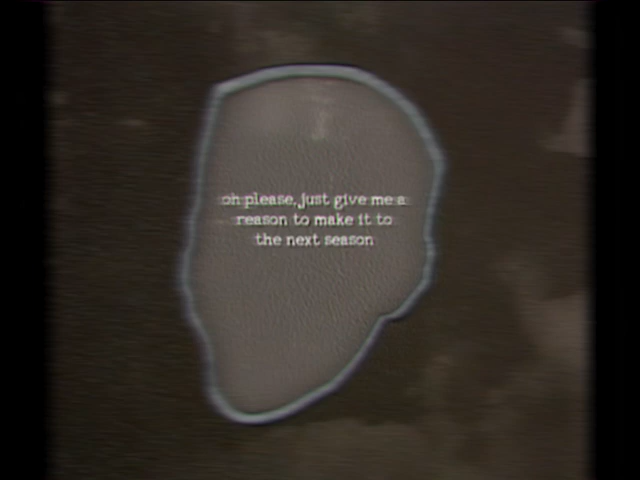 oh please, just give me a
reason to make it to
the next season